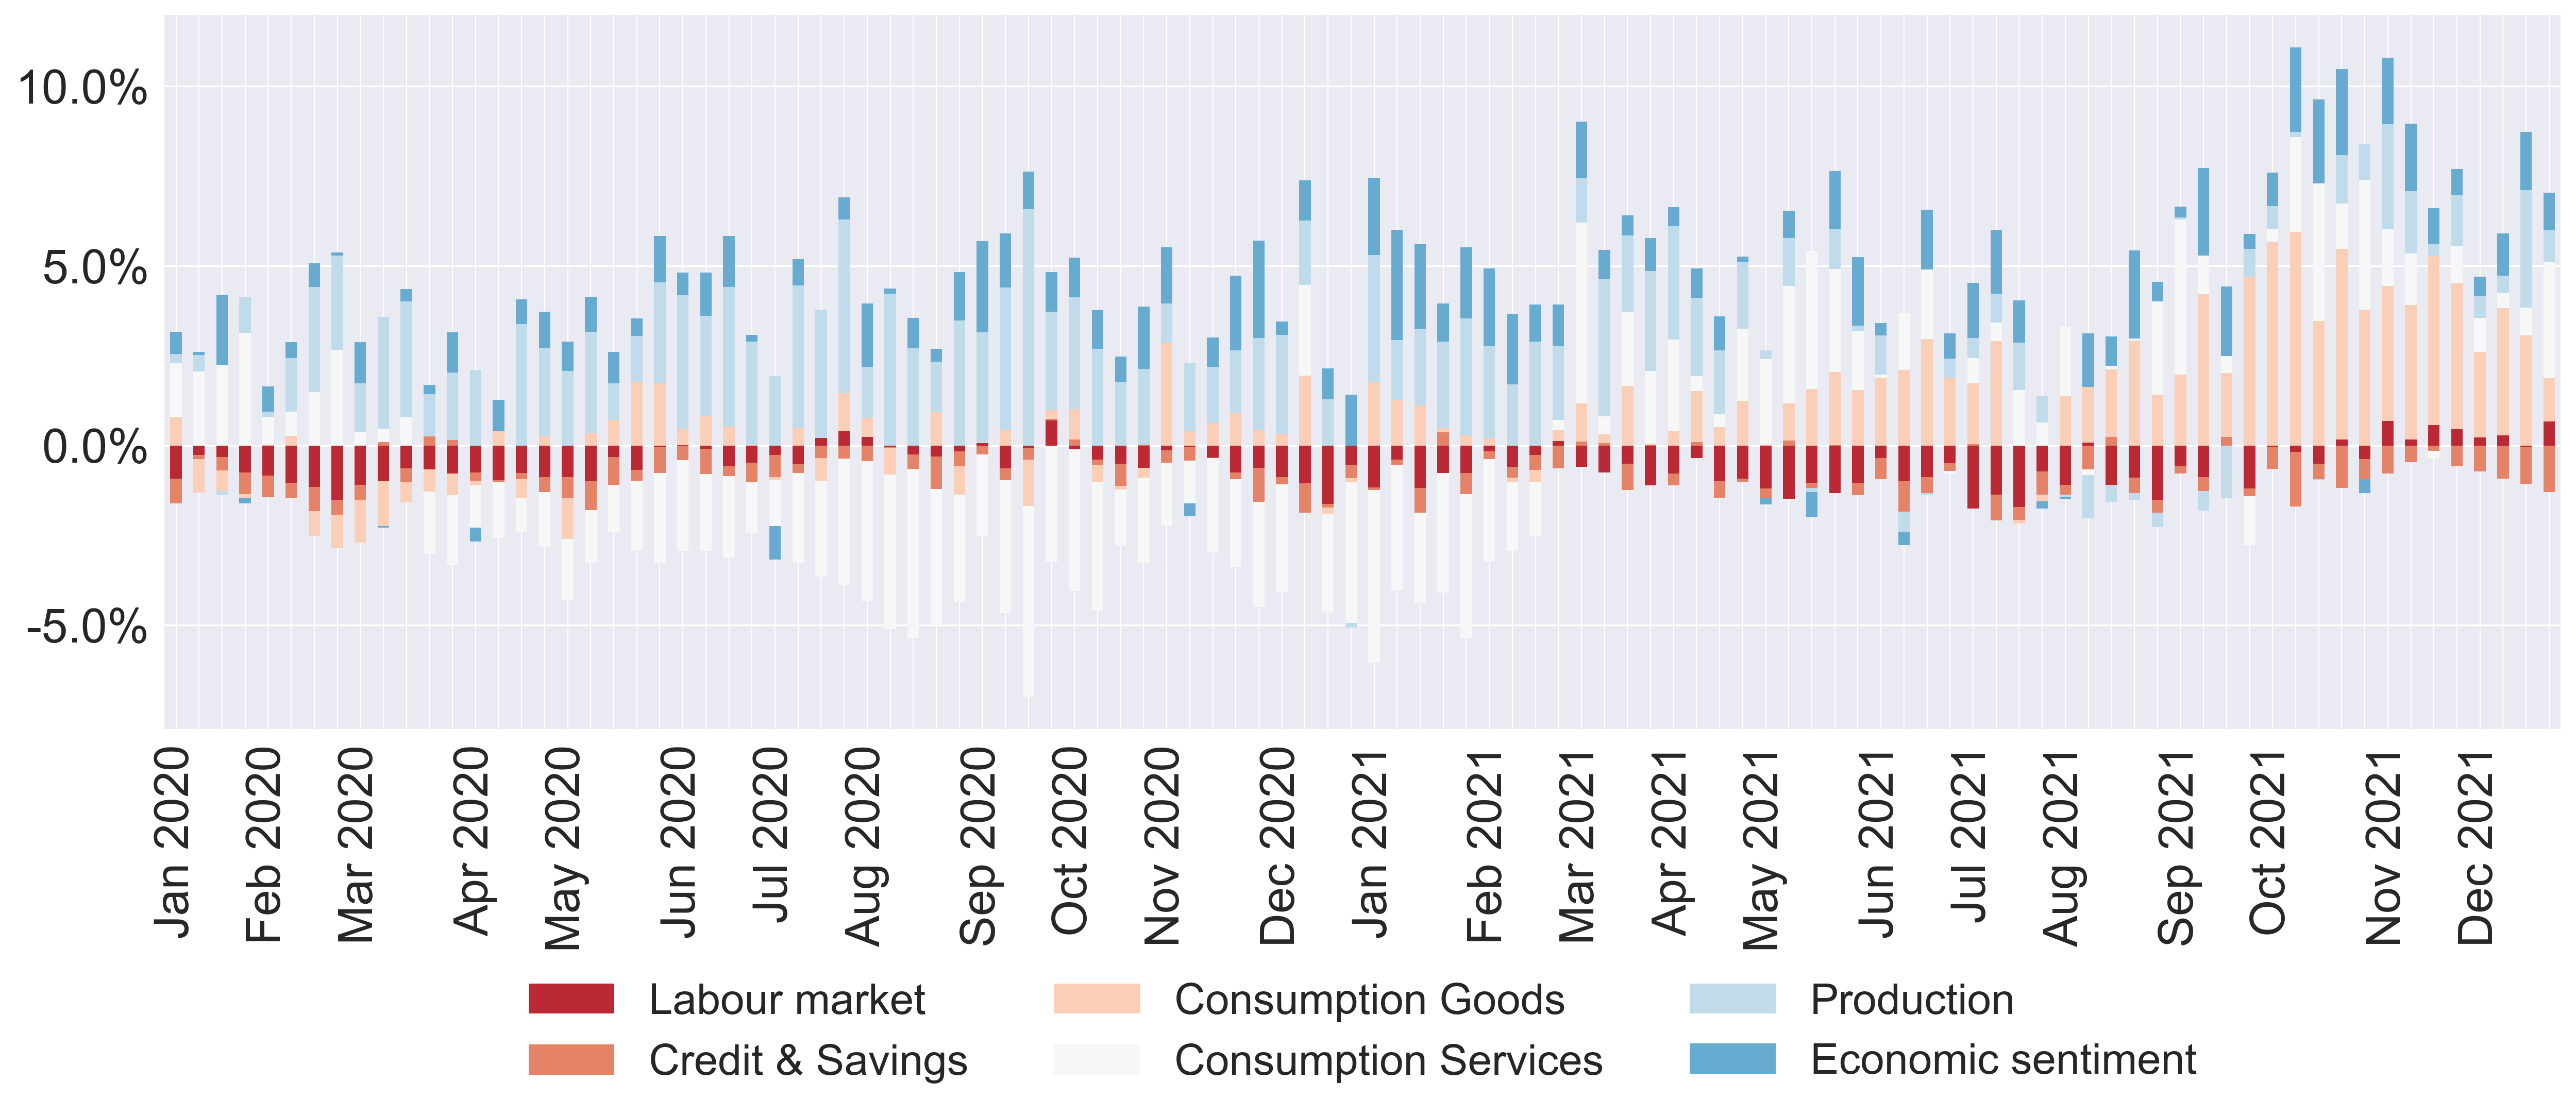 10.0%
5.0%
0.0%
-5.0%
Jan 2020
Feb 2020
Mar 2020
Apr 2020
May 2020
Jun 2020
Jul 2020
Aug 2020
Sep 2020
Oct 2020
Nov 2020
Dec 2020
Jan 2021
Feb 2021
Mar 2021
Apr 2021
May 2021
Jun 2021
Jul 2021
Aug 2021
Sep 2021
Oct 2021
Nov 2021
Dec 2021
Labour market
Consumption Goods
Production
Credit & Savings
Consumption Services
Economic sentiment